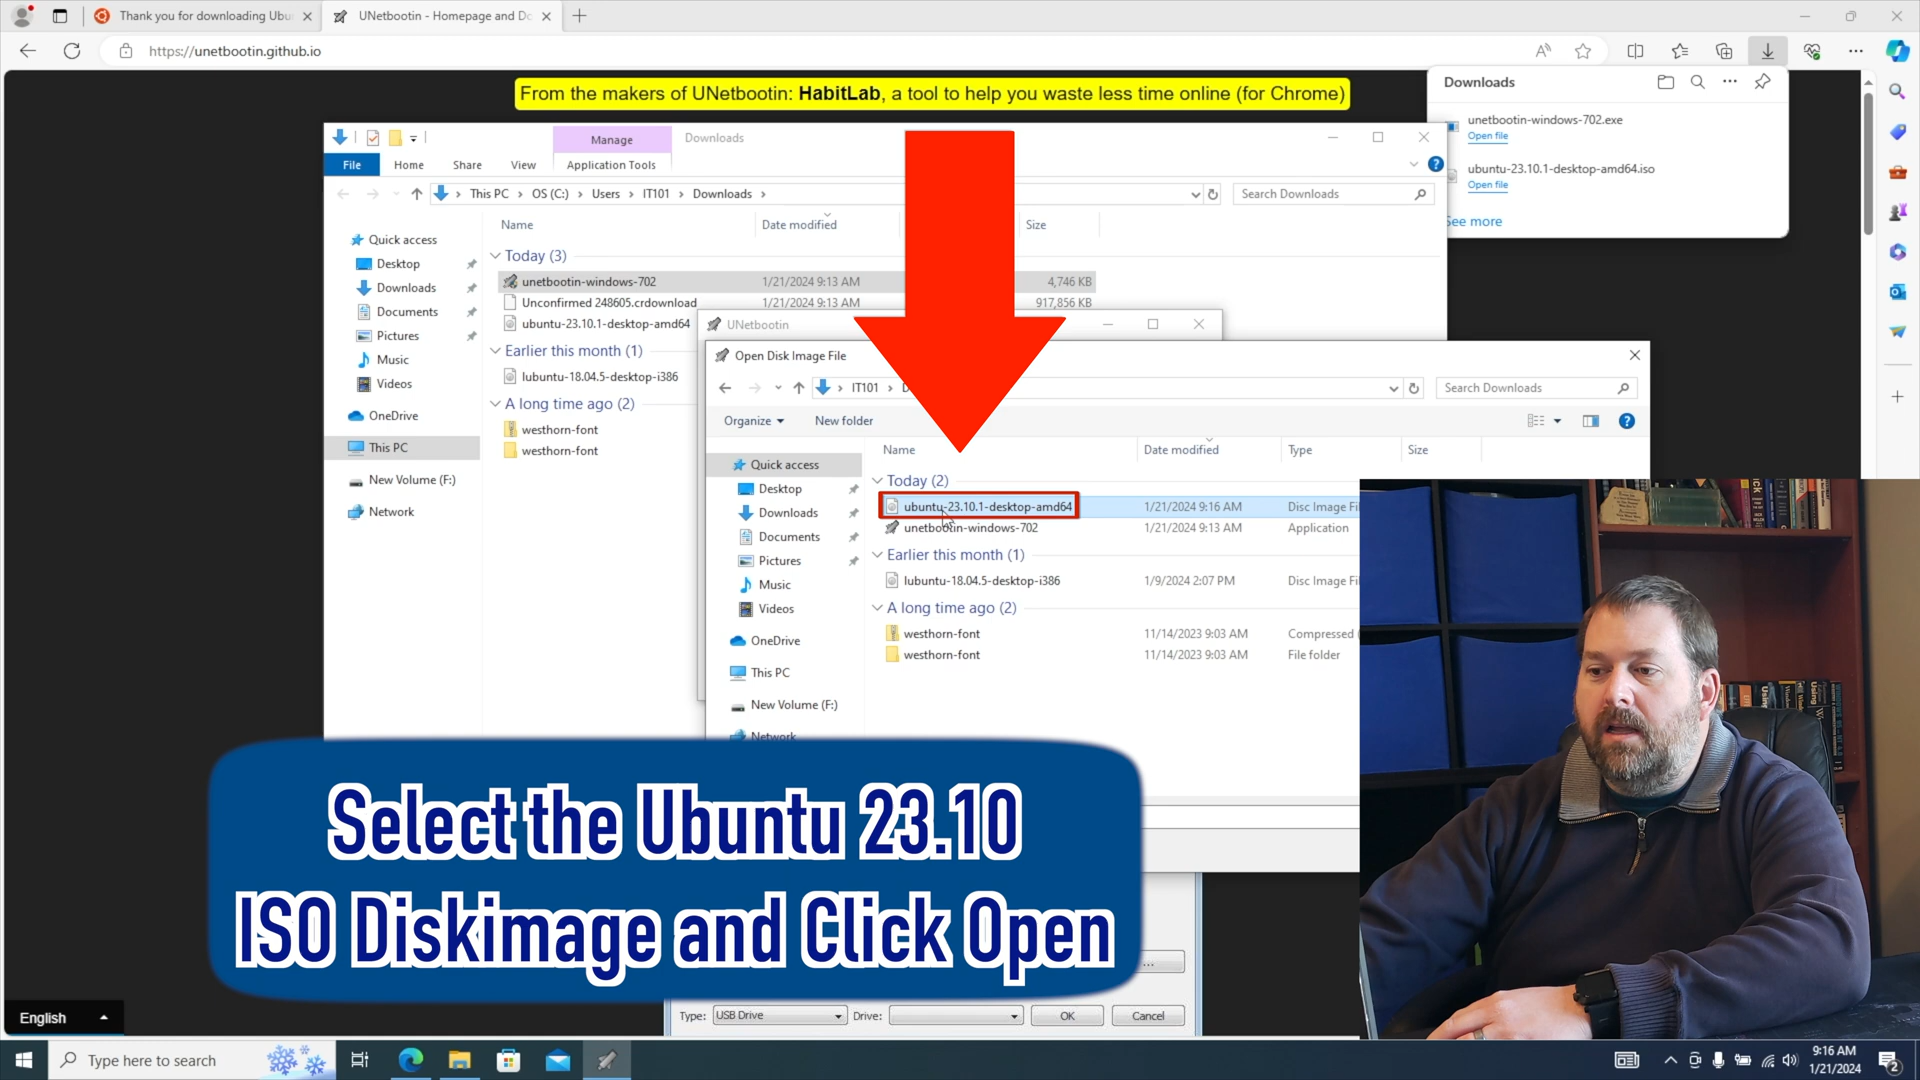 Thank you for downloading Ubu
UNetbootin - Homepage and Do
https://unetbootin.github.io
From the makers of UNetbootin: HabitLab, a tool to help you waste less time online (for Chrome)
Downloads
unetbootin-windows-702.exe
Open file
ubuntu-23.10.1-desktop-amd64.iso
Open file
See more
Manage
Downloads
File
Home
Share
View
Application Tools
This PC > OS (C:) > Users > IT101 > Downloads >
Search Downloads
Name
Date modified
Size
Quick access
Desktop
Downloads
Documents
Pictures
Music
Videos
OneDrive
This PC
New Volume (F:)
Network
Today (3)
unetbootin-windows-702 1/21/2024 9:13 AM 4,746 KB
Unconfirmed 248605.crdownload 1/21/2024 9:13 AM 917,856 KB
ubuntu-23.10.1-desktop-amd64
Earlier this month (1)
lubuntu-18.04.5-desktop-i386
A long time ago (2)
westhorn-font
westhorn-font
UNetbootin
Open Disk Image File
IT101 >
Search Downloads
Organize
New folder
Name
Date modified
Type
Size
Quick access
Desktop
Downloads
Documents
Pictures
Music
Videos
OneDrive
This PC
New Volume (F:)
Network
Today (2)
ubuntu-23.10.1-desktop-amd64 1/21/2024 9:16 AM Disc Image Fi
unetbootin-windows-702 1/21/2024 9:13 AM Application
Earlier this month (1)
lubuntu-18.04.5-desktop-i386 1/9/2024 2:07 PM Disc Image Fi
A long time ago (2)
westhorn-font 11/14/2023 9:03 AM Compressed (
westhorn-font 11/14/2023 9:03 AM File folder
Select the Ubuntu 23.10
ISO Diskimage and Click Open
...
Type: USB Drive
Drive:
OK
Cancel
English
Type here to search
9:16 AM
1/21/2024
2